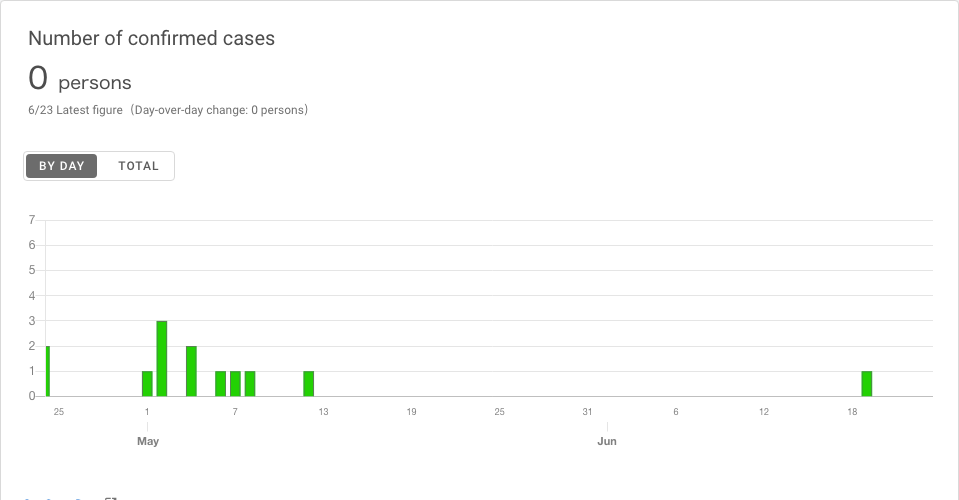 Number of confirmed cases
0 persons
6/23 Latest figure (Day-over-day change: 0 persons)
BY DAY TOTAL
7
6
5
4
3
2
1
0
25 1 7 13 19 25 31 6 12 18
May Jun